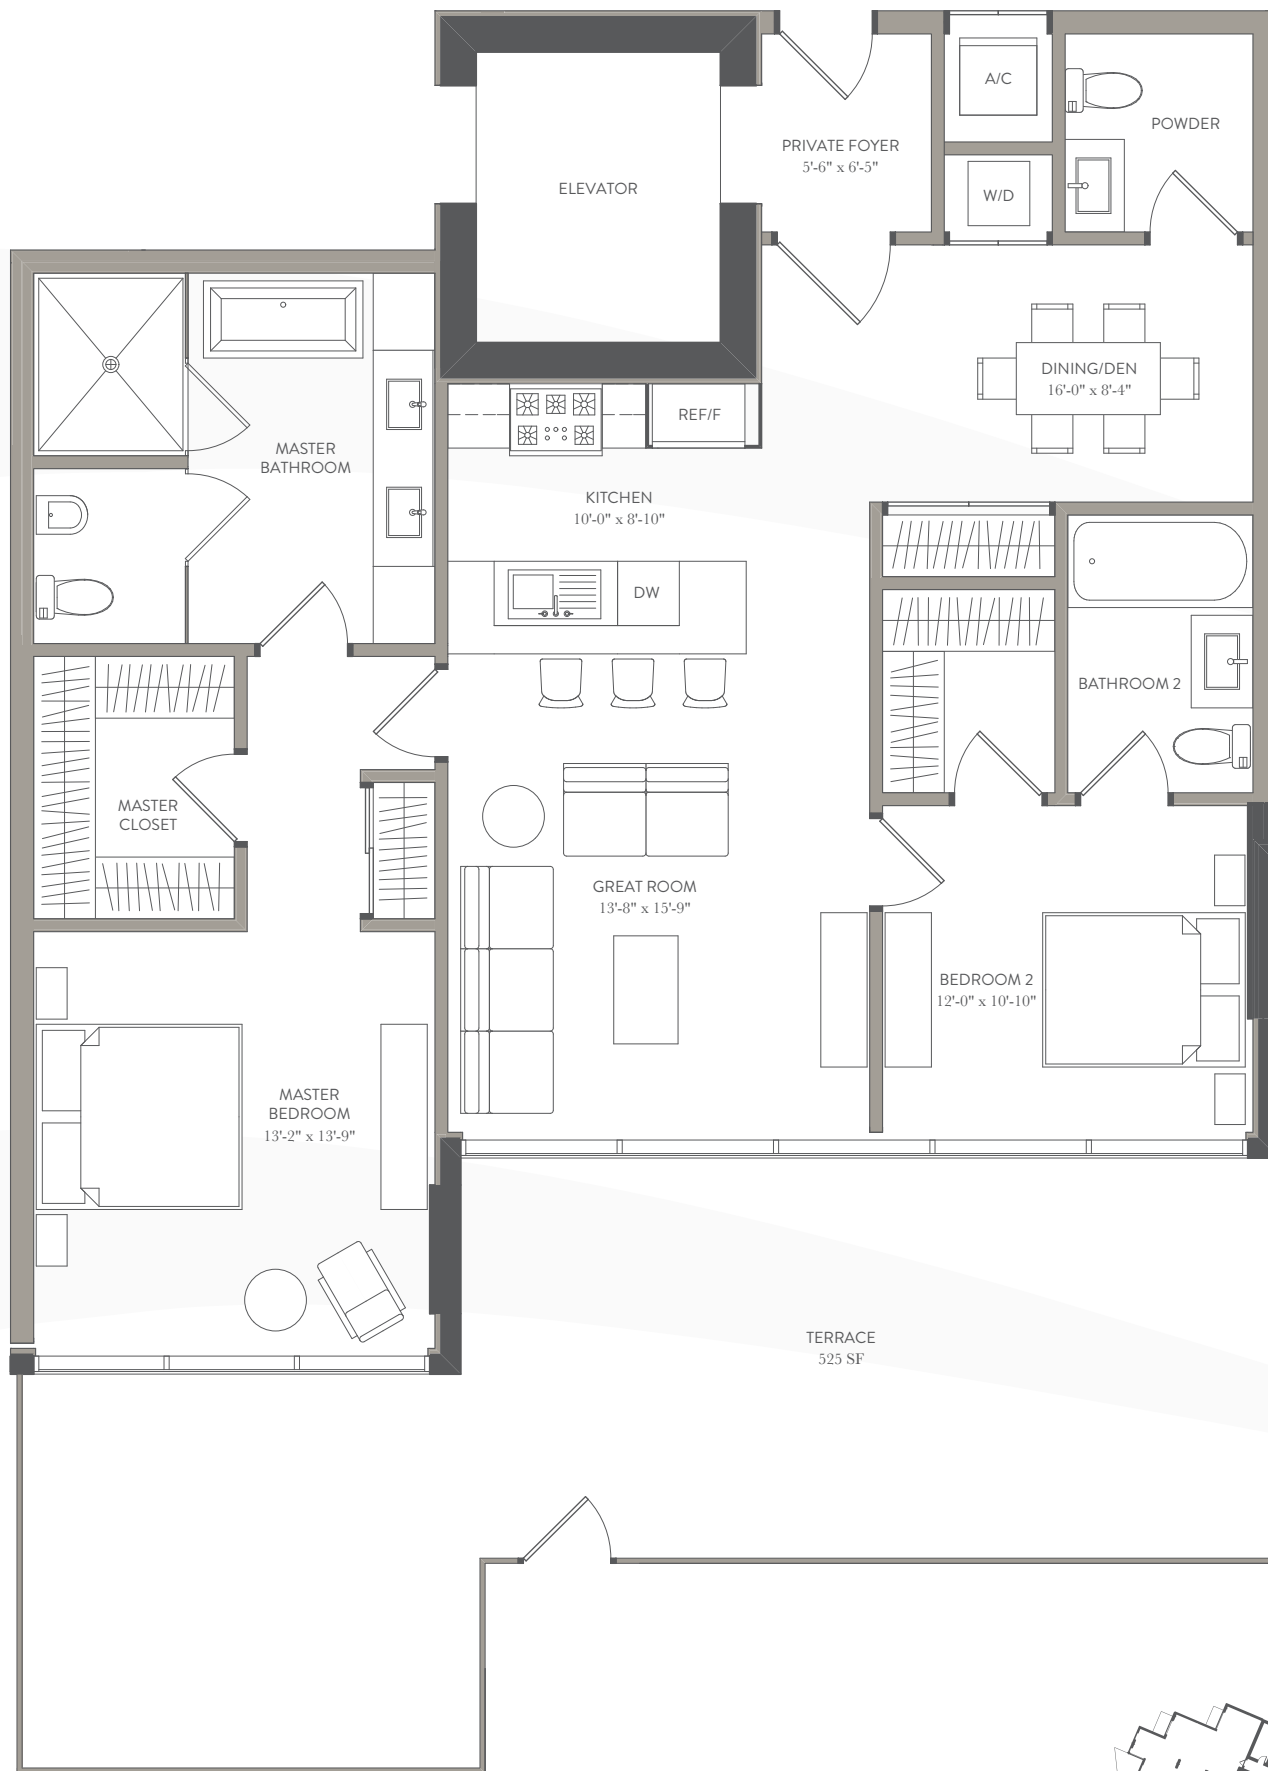 A/C
POWDER
PRIVATE FOYER
5'-6" x 6'-5"
ELEVATOR
W/D
DINING/DEN
16'-0" x 8'-4"
REF/F
MASTER
BATHROOM
KITCHEN
10'-0" x 8'-10"
DW
BATHROOM 2
MASTER
CLOSET
GREAT ROOM
13'-8" x 15'-9"
BEDROOM 2
12'-0" x 10'-10"
MASTER
BEDROOM
13'-2" x 13'-9"
TERRACE
525 SF